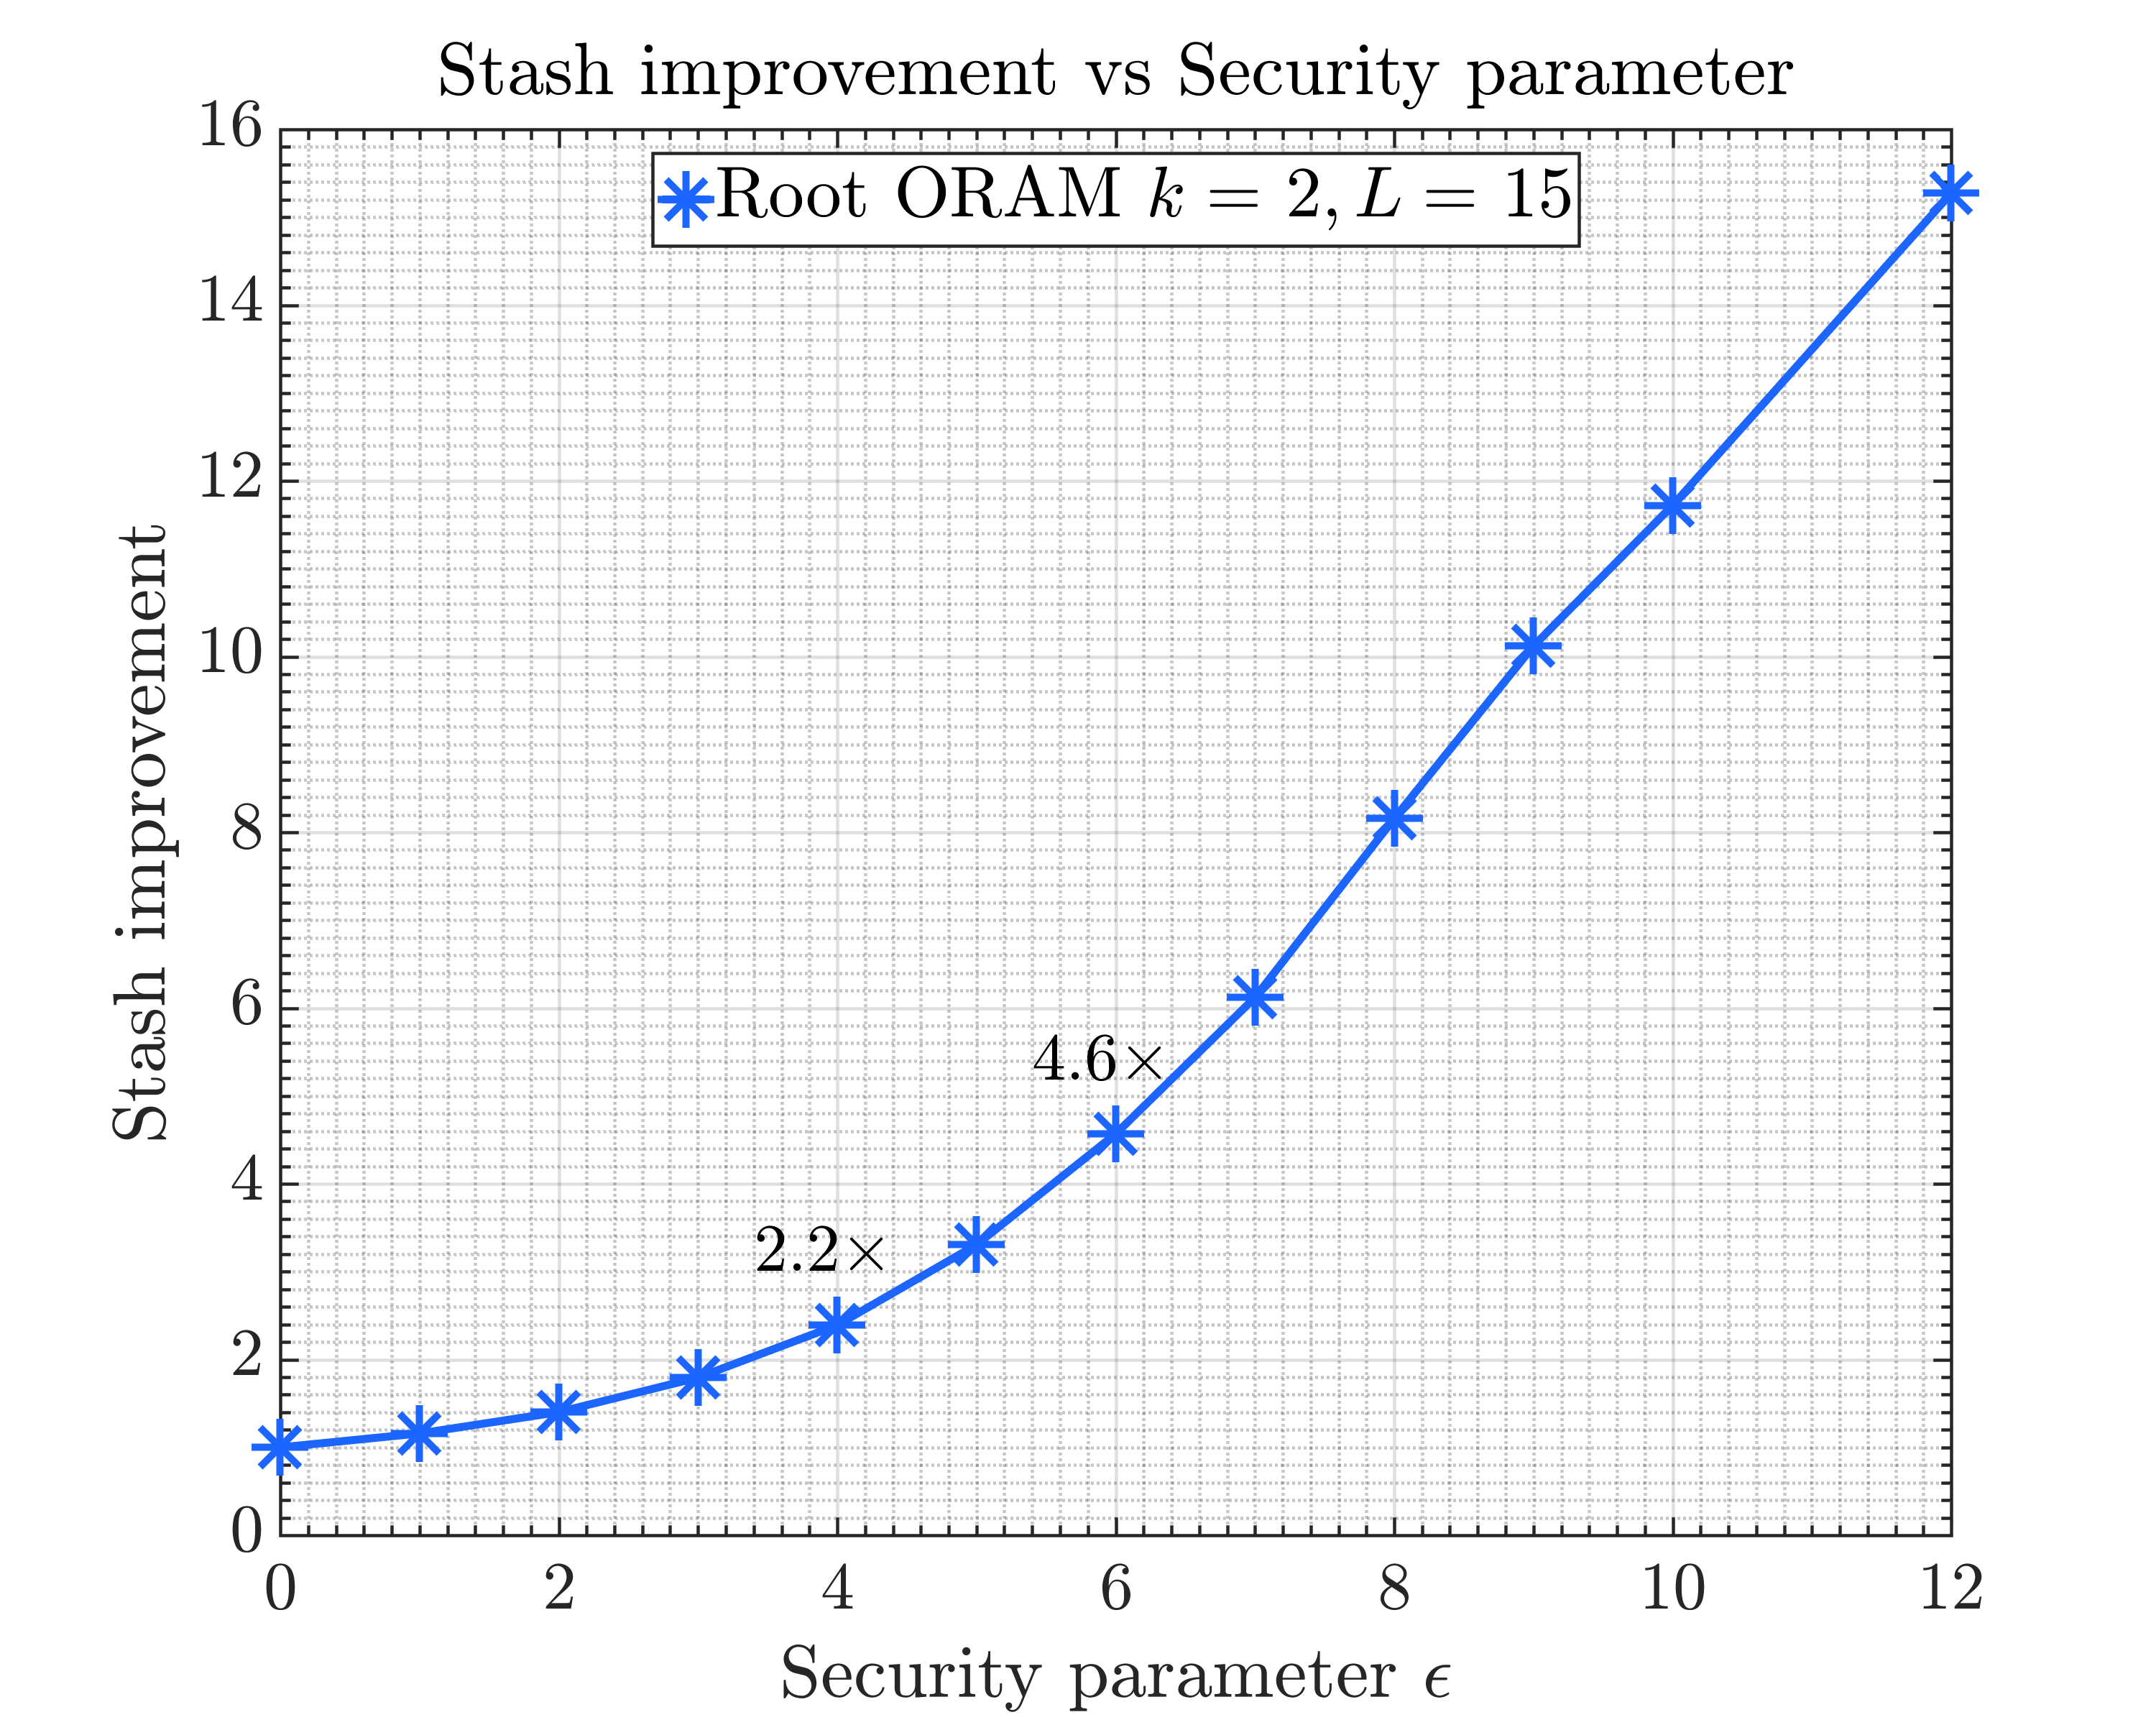 Stash improvement vs Security parameter
Root ORAM k = 2, L = 15
16
14
12
10
8
6
4
2
0
Stash improvement
4.6×
2.2×
0 2 4 6 8 10 12
Security parameter ϵ